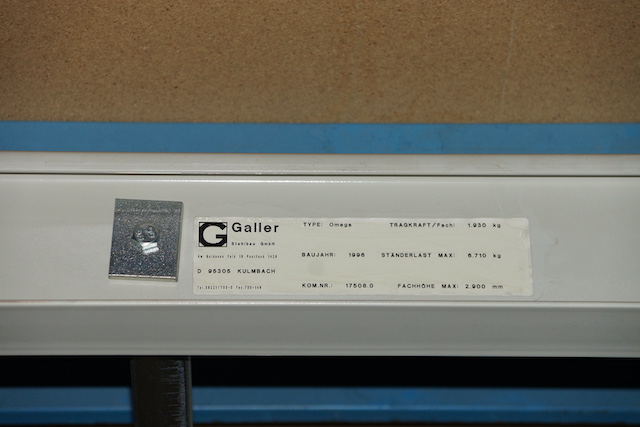 G Galler
Stahlbau GmbH
D 95305 KULMBACH
TYPE: Omega TRAGKRAFT/Fach: 1.930 kg
BAUJAHR: 1996 STÄNDERLAST MAX: 6.710 kg
KOM.NR.: 17508.0 FACHHÖHE MAX: 2.900 mm